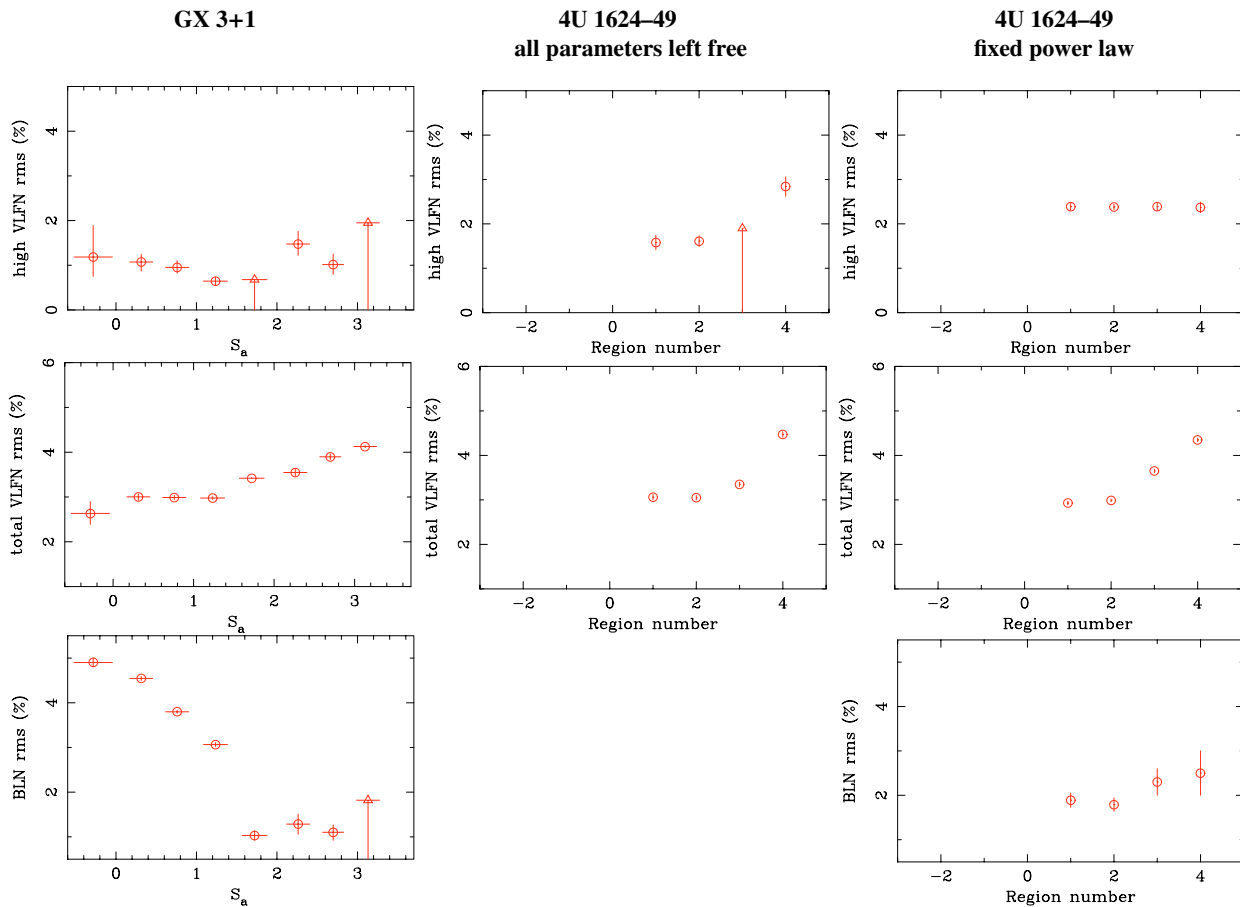 GX 3+1
4U 1624–49
all parameters left free
4U 1624–49
fixed power law
high VLFN rms (%)
0 2 4
0 1 2 3
S_a
high VLFN rms (%)
0 2 4
−2 0 2 4
Region number
high VLFN rms (%)
0 2 4
−2 0 2 4
Rgion number
total VLFN rms (%)
2 4 6
0 1 2 3
S_a
total VLFN rms (%)
2 4 6
−2 0 2 4
Region number
total VLFN rms (%)
2 4 6
−2 0 2 4
Region number
BLN rms (%)
2 4
0 1 2 3
S_a
BLN rms (%)
2 4
−2 0 2 4
Region number